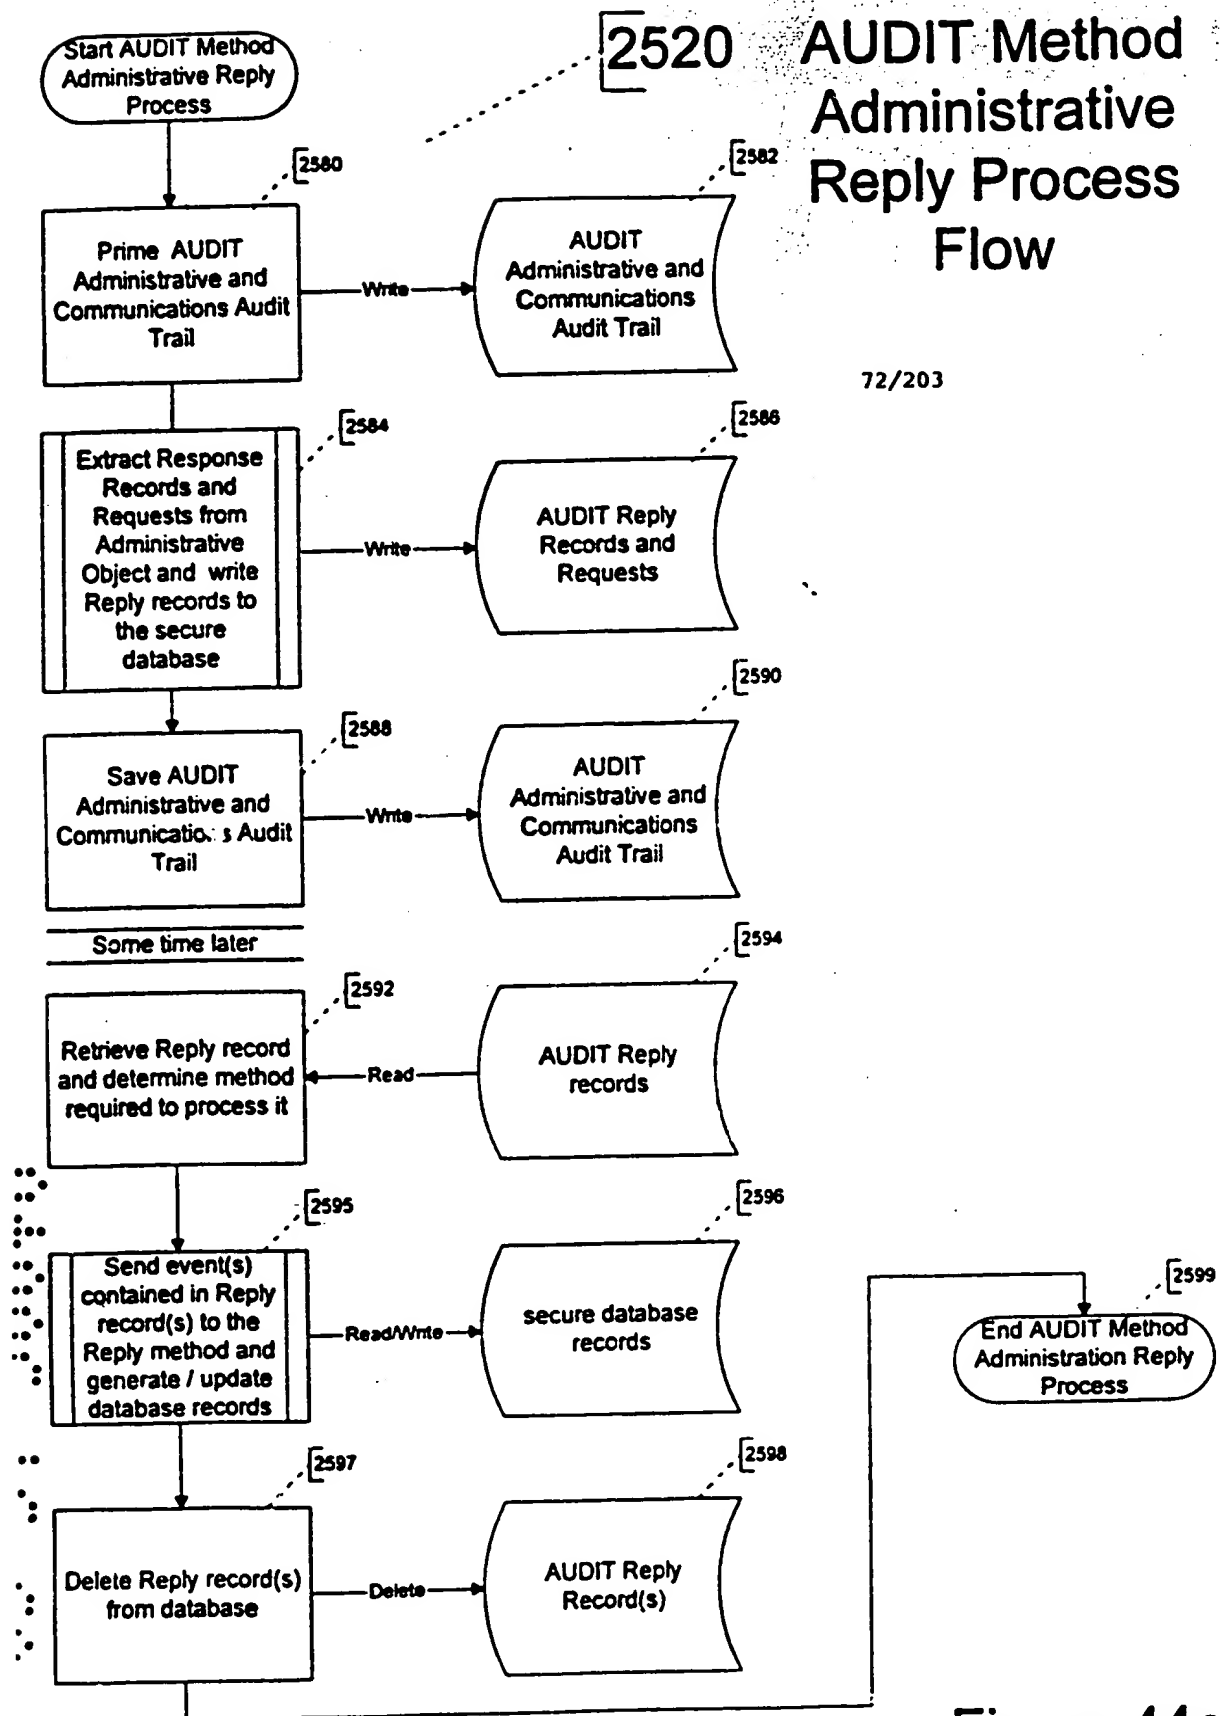 Start AUDIT Method
Administrative Reply
Process
2520
AUDIT Method
Administrative
Reply Process
Flow
72/203
2580
Prime AUDIT
Administrative and
Communications Audit
Trail
Write
2582
AUDIT
Administrative and
Communications
Audit Trail
2584
Extract Response
Records and
Requests from
Administrative
Object and write
Reply records to
the secure
database
Write
2586
AUDIT Reply
Records and
Requests
2588
Save AUDIT
Administrative and
Communications Audit
Trail
Write
2590
AUDIT
Administrative and
Communications
Audit Trail
Some time later
2592
Retrieve Reply record
and determine method
required to process it
Read
2594
AUDIT Reply
records
2595
Send event(s)
contained in Reply
record(s) to the
Reply method and
generate / update
database records
Read/Write
2596
secure database
records
2597
Delete Reply record(s)
from database
Delete
2598
AUDIT Reply
Record(s)
2599
End AUDIT Method
Administration Reply
Process